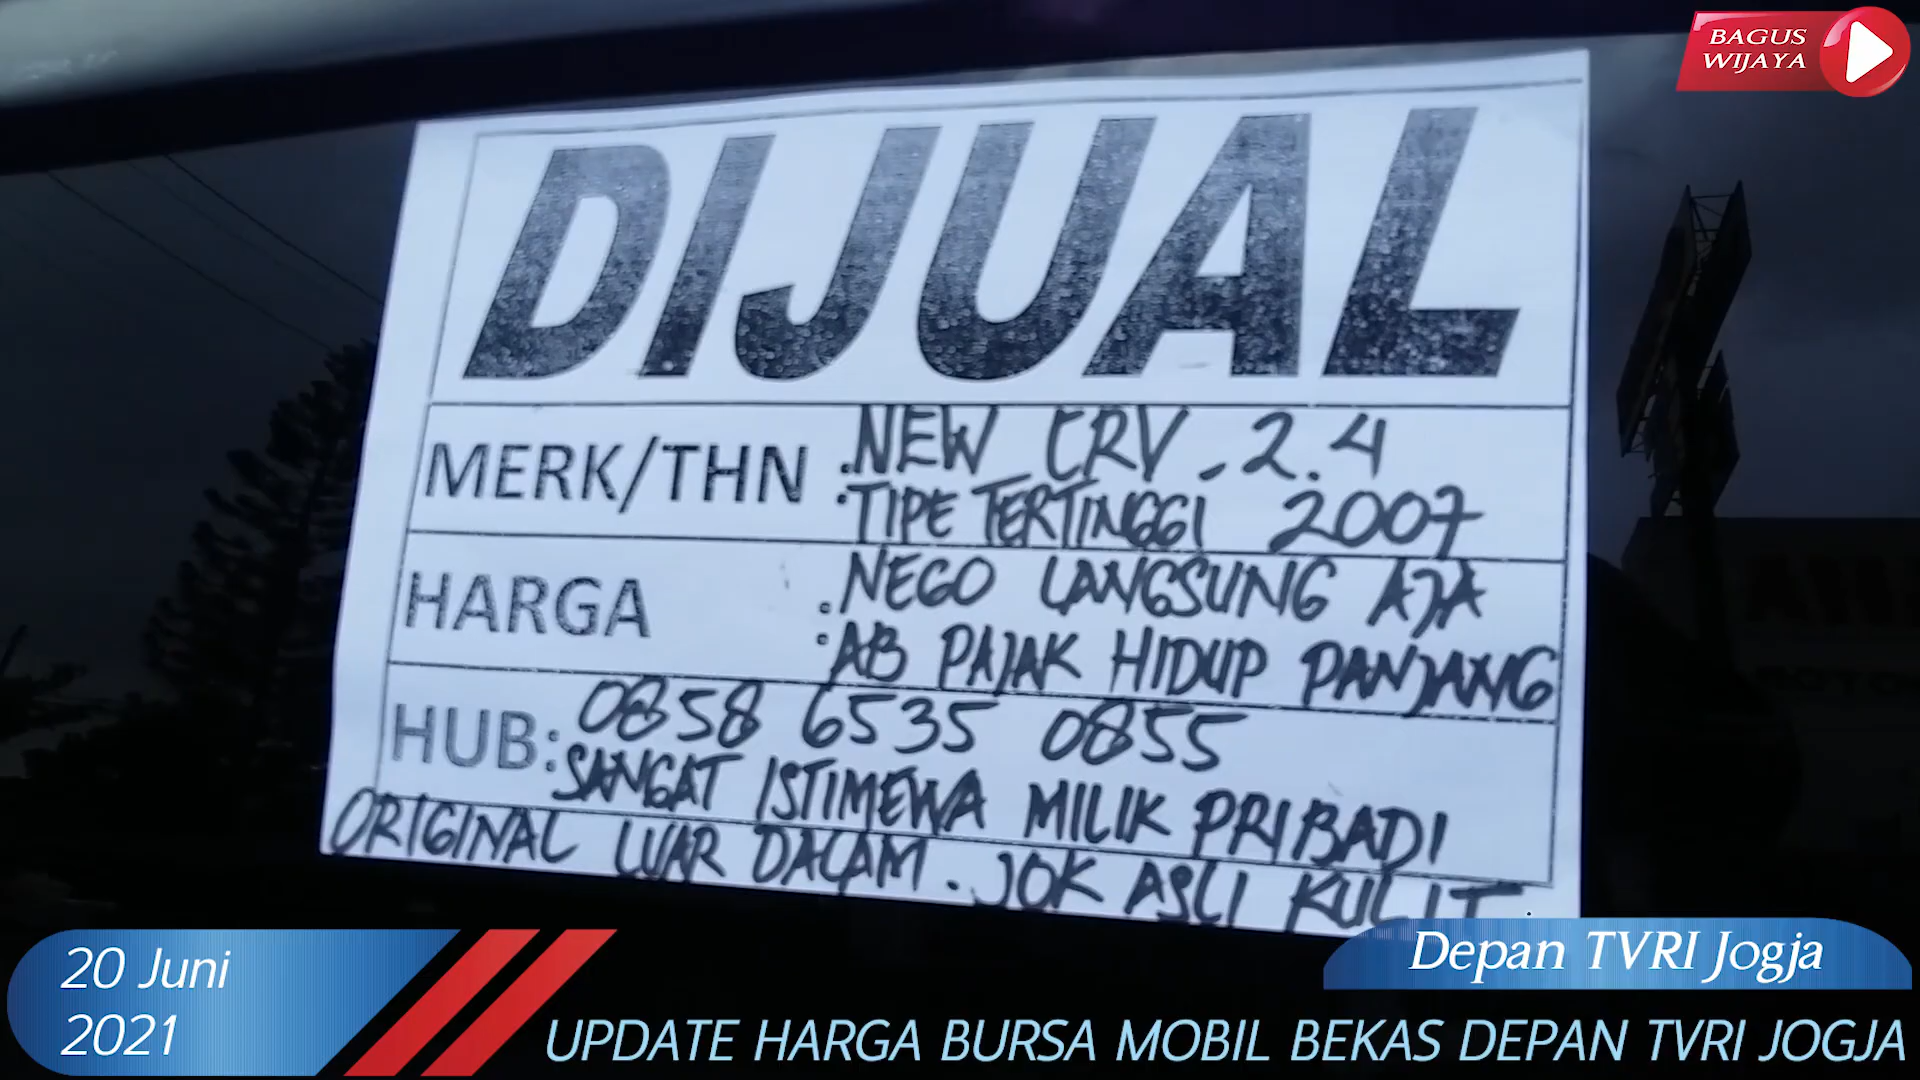 BAGUS
WIJAYA
DIJUAL
MERK/THN : NEW CRV - 2.4
: TIPE TERTINGGI 2007
HARGA : NEGO LANGSUNG AJA
: AB PAJAK HIDUP PANJANG
HUB: 0858 6535 0855
SANGAT ISTIMEWA MILIK PRIBADI
ORIGINAL LUAR DALAM. JOK ASLI KULIT
Depan TVRI Jogja
20 Juni
2021
UPDATE HARGA BURSA MOBIL BEKAS DEPAN TVRI JOGJA